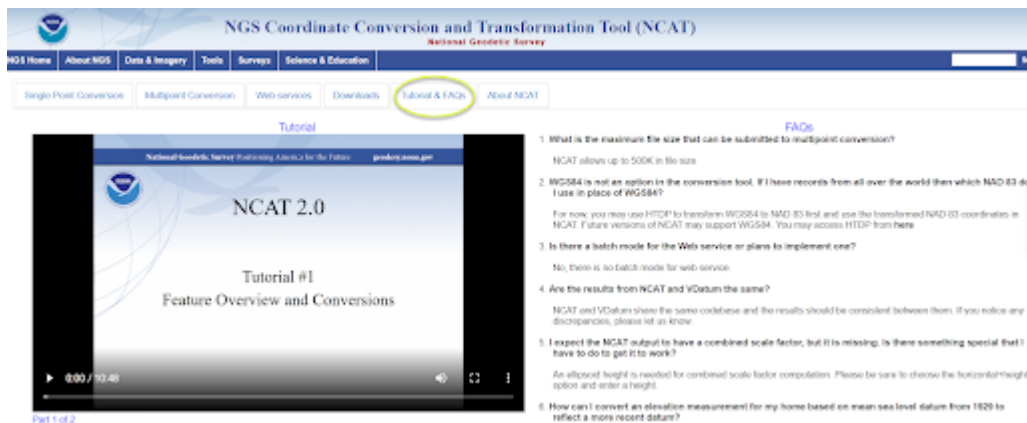 NGS Coordinate Conversion and Transformation Tool (NCAT)
National Geodetic Survey
NGS Home About NGS Data & Imagery Tools Surveys Science & Education
Single Point Conversion Multipoint Conversion Web services Downloads Tutorial & FAQs About NCAT
Tutorial
National Geodetic Survey Positioning America for the Future geodesy.noaa.gov
NCAT 2.0
Tutorial #1
Feature Overview and Conversions
0:00 / 10:48
Part 1 of 2
FAQs
1. What is the maximum file size that can be submitted to multipoint conversion?
NCAT allows up to 500K in file size
2. WGS84 is not an option in the conversion tool. If I have records from all over the world then which NAD 83 do
I use in place of WGS84?
For now, you may use HTDP to transform WGS84 to NAD 83 first and use the transformed NAD 83 coordinates in
NCAT. Future versions of NCAT may support WGS84. You may access HTDP from here
3. Is there a batch mode for the Web service or plans to implement one?
No, there is no batch mode for web service.
4. Are the results from NCAT and VDatum the same?
NCAT and VDatum share the same codebase and the results should be consistent between them. If you notice any
discrepancies, please let us know
5. I expect the NCAT output to have a combined scale factor, but it is missing. Is there something special that I
have to do to get it to work?
An ellipsoid height is needed for combined scale factor computation. Please be sure to choose the horizontal+height
option and enter a height.
6. How can I convert an elevation measurement for my home based on mean sea level datum from 1929 to
reflect a more recent datum?